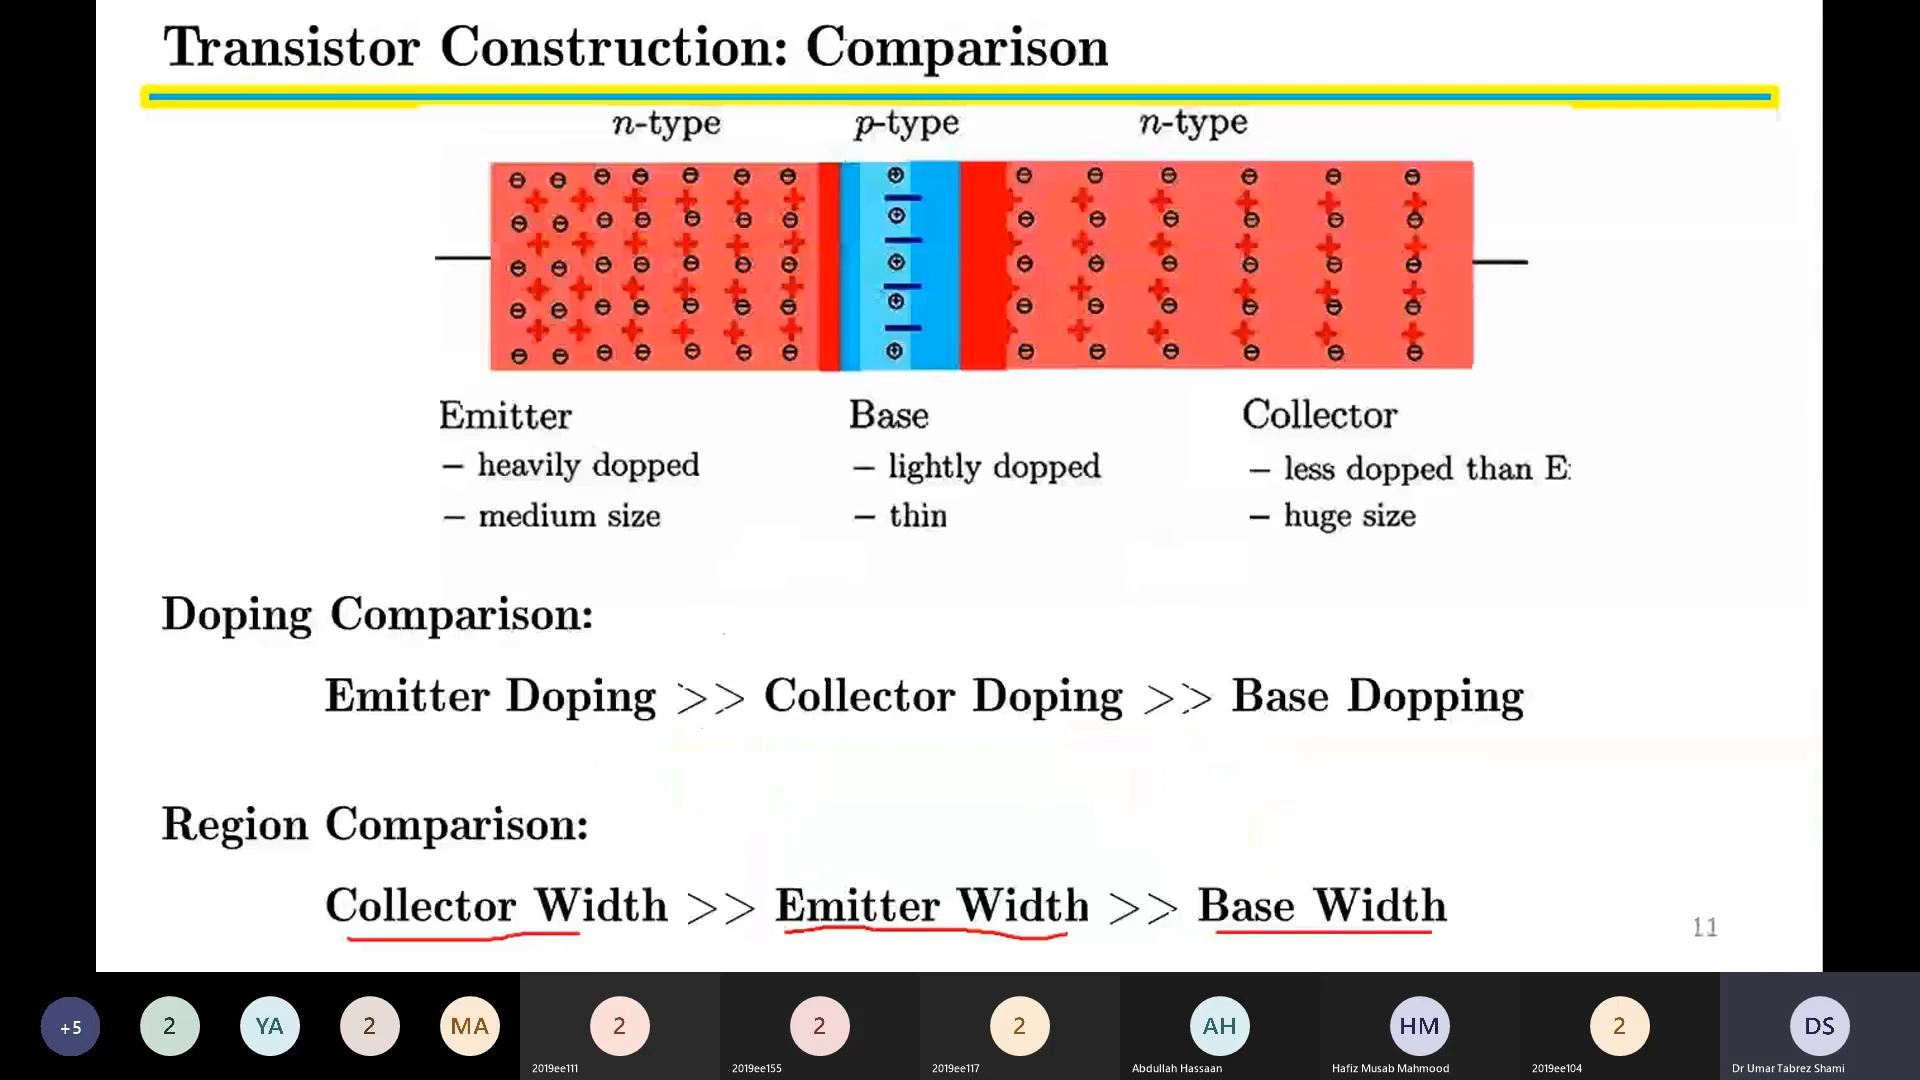 Transistor Construction: Comparison
n-type p-type n-type
Emitter Base Collector
– heavily dopped – lightly dopped – less dopped than E:
– medium size – thin – huge size
Doping Comparison:
Emitter Doping >> Collector Doping >> Base Dopping
Region Comparison:
Collector Width >> Emitter Width >> Base Width
11
+5 2 YA 2 MA 2 2 2 AH HM 2 DS
2019ee111 2019ee155 2019ee117 Abdullah Hassaan Hafiz Musab Mahmood 2019ee104 Dr Umar Tabrez Shami